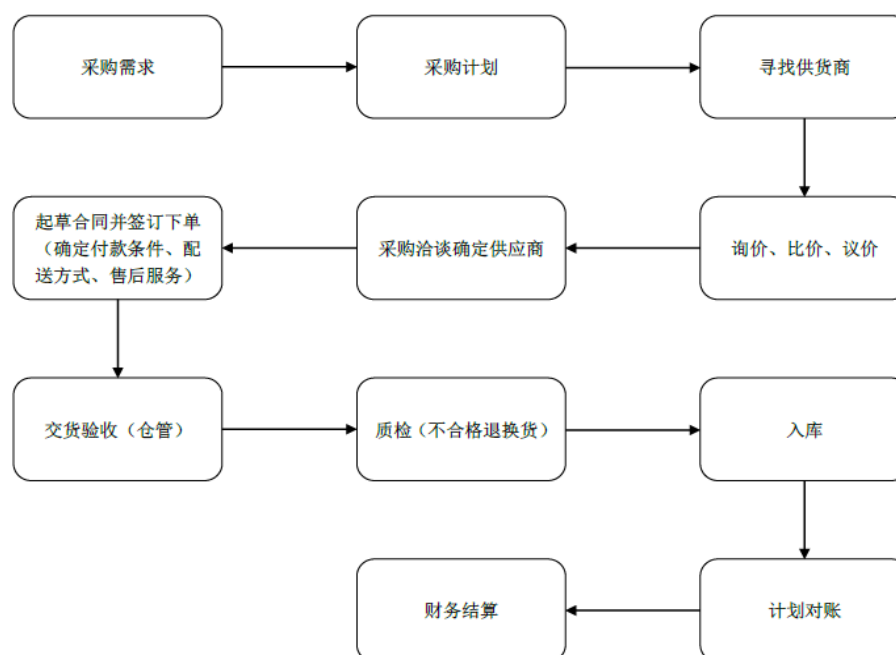 采购需求
采购计划
寻找供货商
起草合同并签订下单
（确定付款条件、配
送方式、售后服务）
采购洽谈确定供应商
询价、比价、议价
交货验收（仓管）
质检（不合格退换货）
入库
财务结算
计划对账